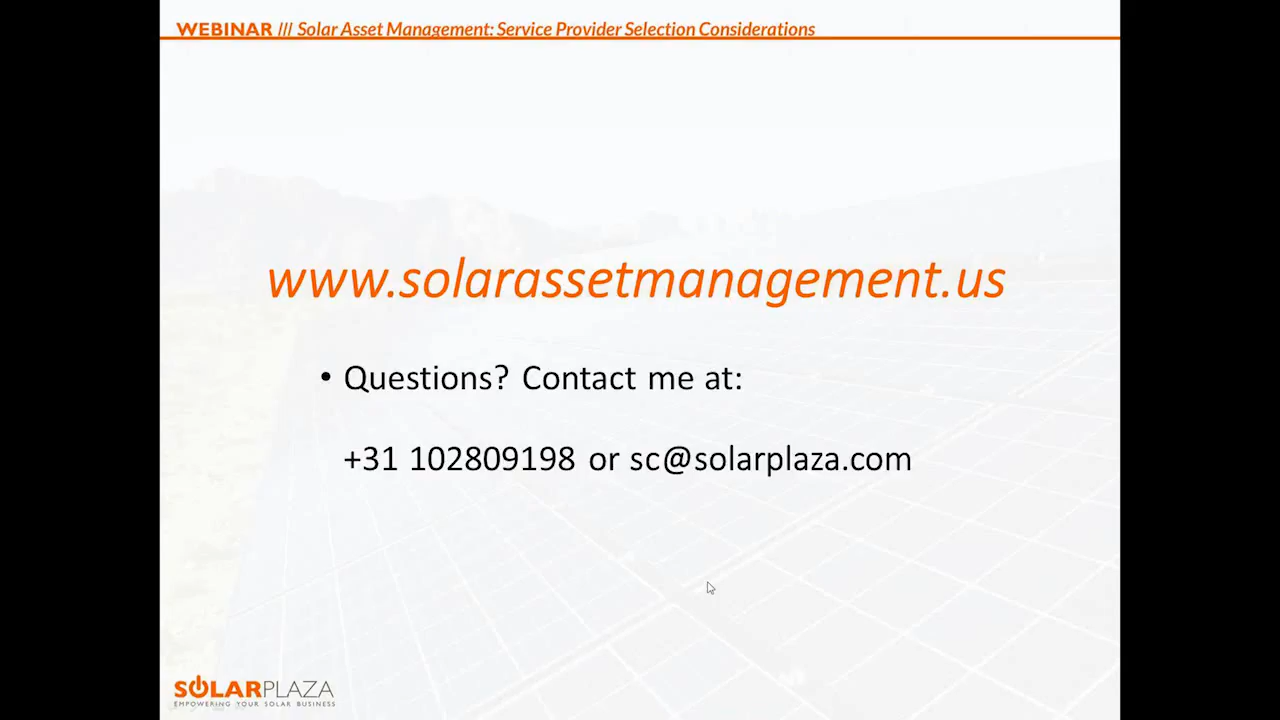 WEBINAR /// Solar Asset Management: Service Provider Selection Considerations
www.solarassetmanagement.us
• Questions? Contact me at:
+31 102809198 or sc@solarplaza.com
SOLARPLAZA
EMPOWERING YOUR SOLAR BUSINESS